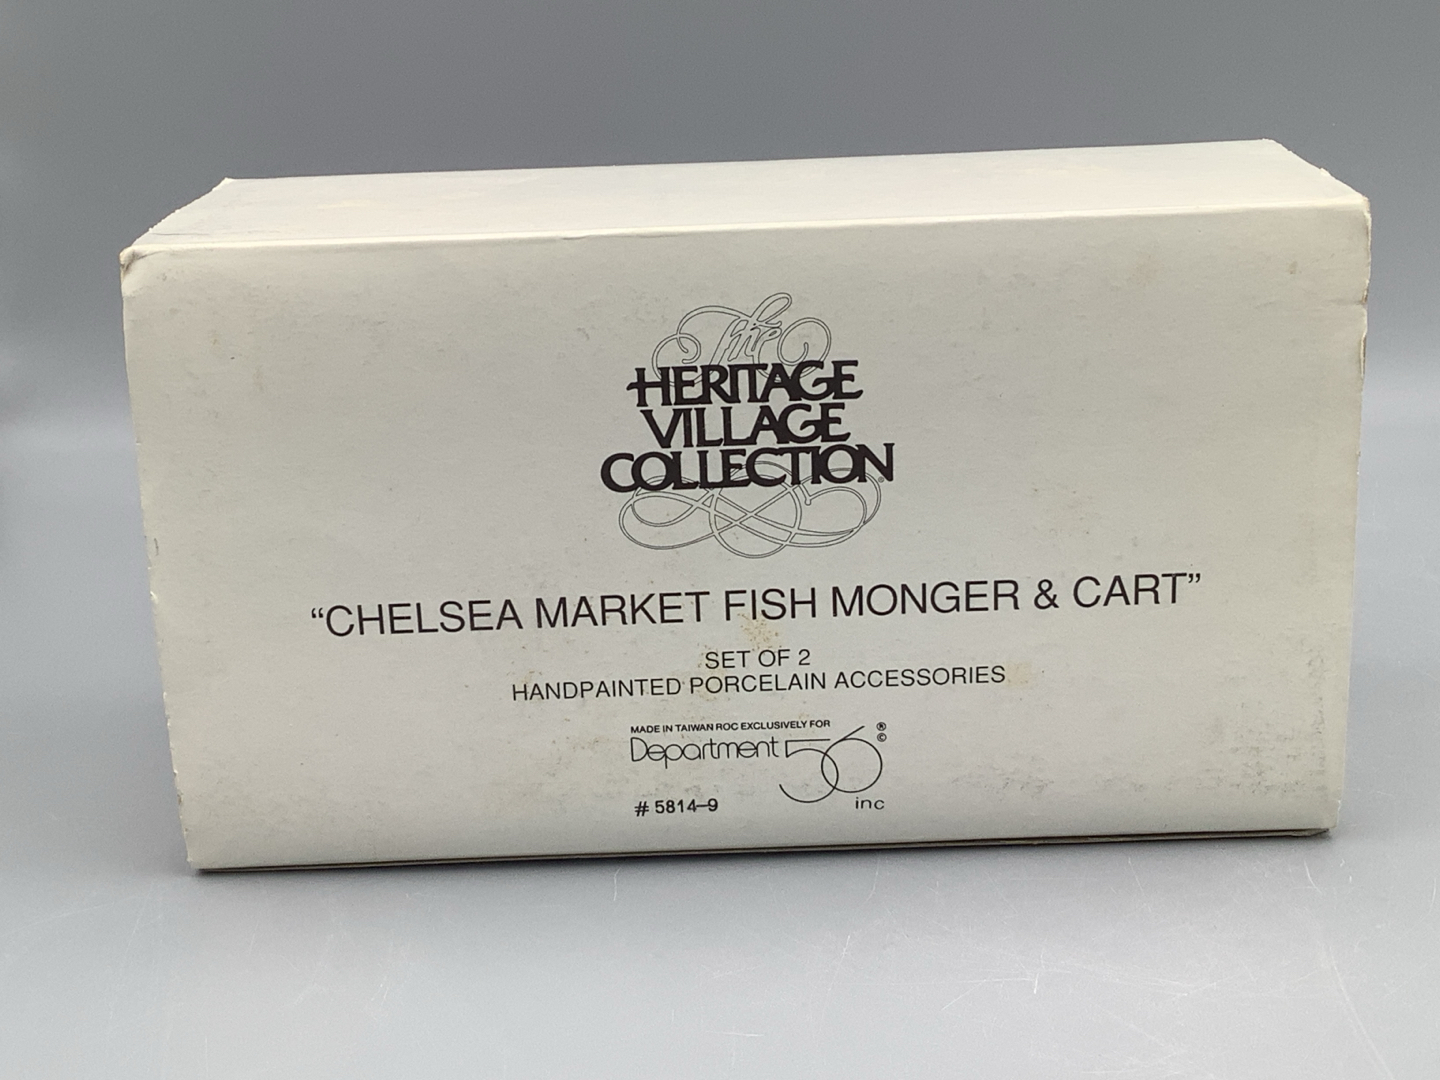 The
HERITAGE
VILLAGE
COLLECTION®
“CHELSEA MARKET FISH MONGER & CART”
SET OF 2
HANDPAINTED PORCELAIN ACCESSORIES
MADE IN TAIWAN ROC EXCLUSIVELY FOR
Department 56 ® ©
inc
# 5814–9